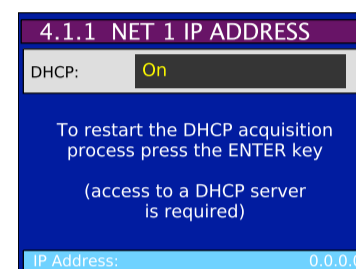 4.1.1 NET 1 IP ADDRESS
DHCP: On
To restart the DHCP acquisition
process press the ENTER key
(access to a DHCP server
is required)
IP Address: 0.0.0.0